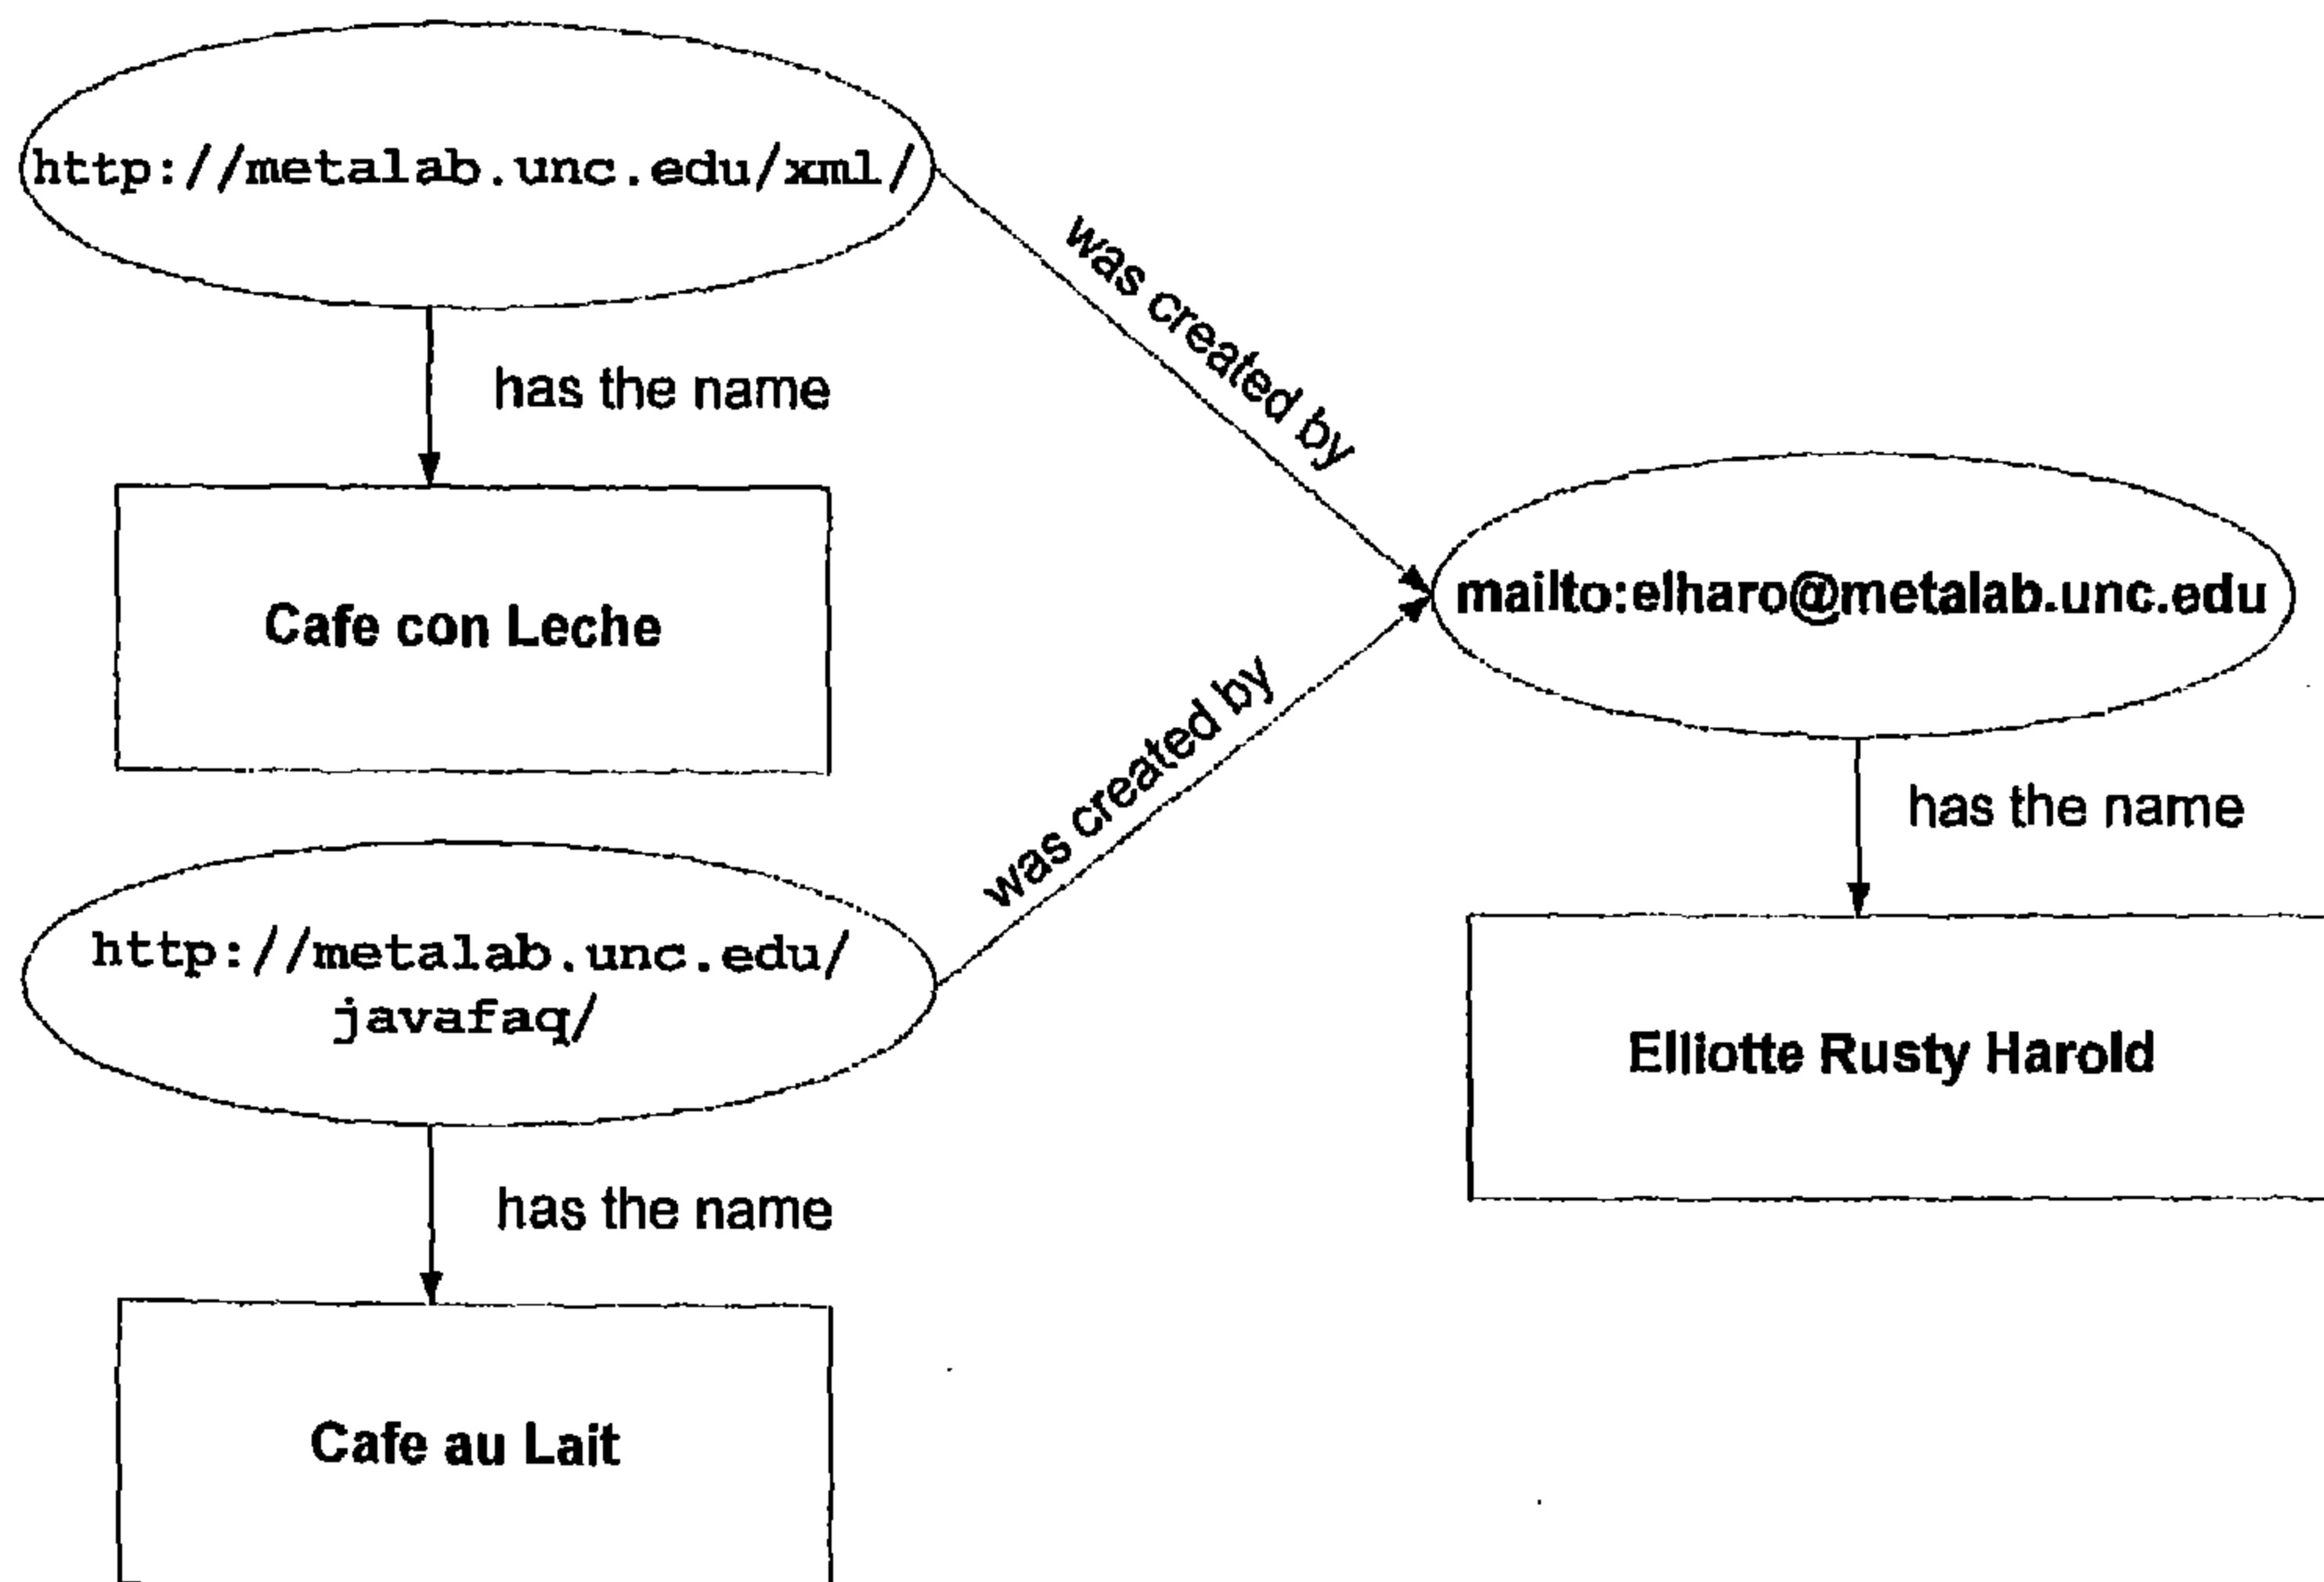 http://metalab.unc.edu/xml/
was created by
has the name
Cafe con Leche
mailto:elharo@metalab.unc.edu
was created by
has the name
http://metalab.unc.edu/
javafaq/
Elliotte Rusty Harold
has the name
Cafe au Lait